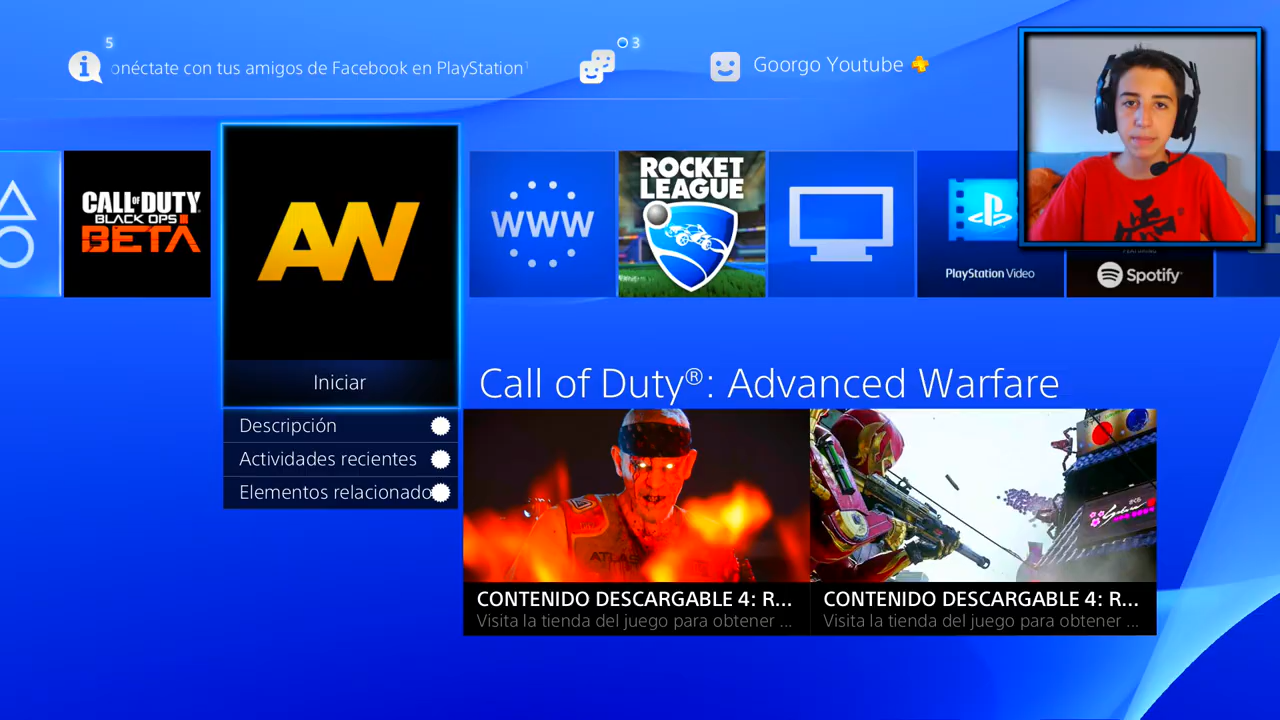 5
onéctate con tus amigos de Facebook en PlayStation
3
Goorgo Youtube
CALL OF DUTY
BLACK OPS III
BETA
AW
WWW
ROCKET
LEAGUE
PlayStation Video
Spotify
Iniciar
Call of Duty®: Advanced Warfare
Descripción
Actividades recientes
Elementos relacionado
ATLAS
CONTENIDO DESCARGABLE 4: R...
Visita la tienda del juego para obtener ...
CONTENIDO DESCARGABLE 4: R...
Visita la tienda del juego para obtener ...